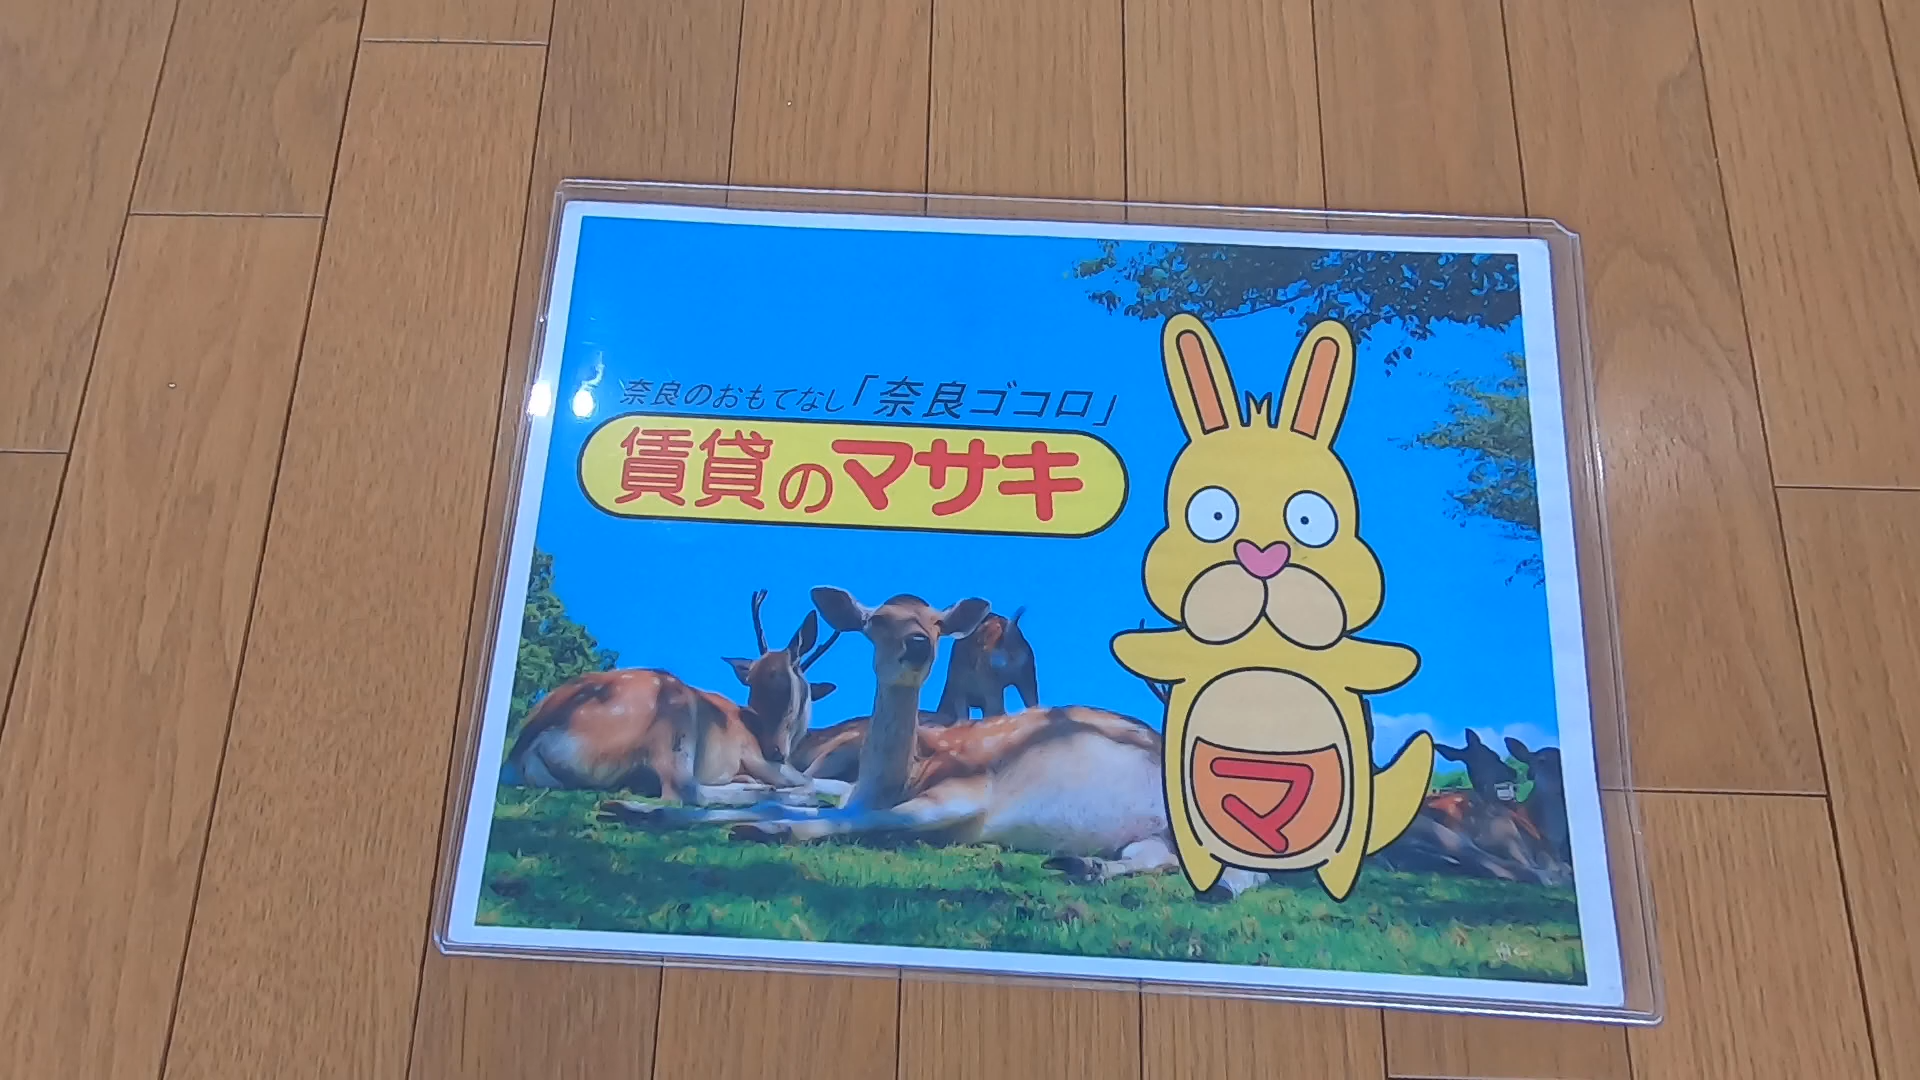 奈良のおもてなし「奈良ゴコロ」
賃貸のマサキ
マ